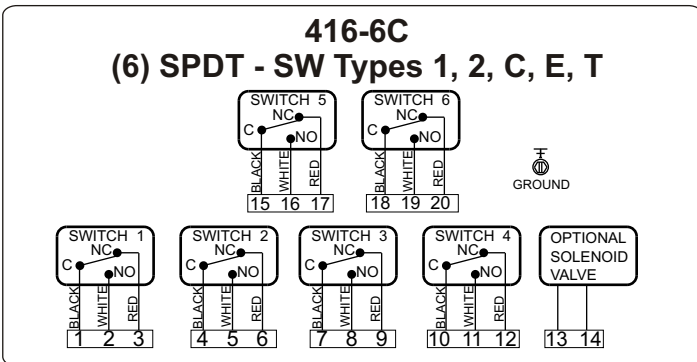 416-6C
(6) SPDT - SW Types 1, 2, C, E, T
SWITCH 5
NC
C
NO
BLACK
WHITE
RED
15 16 17
SWITCH 6
NC
C
NO
BLACK
WHITE
RED
18 19 20
GROUND
SWITCH 1
NC
C
NO
BLACK
WHITE
RED
1 2 3
SWITCH 2
NC
C
NO
BLACK
WHITE
RED
4 5 6
SWITCH 3
NC
C
NO
BLACK
WHITE
RED
7 8 9
SWITCH 4
NC
C
NO
BLACK
WHITE
RED
10 11 12
OPTIONAL
SOLENOID
VALVE
13 14